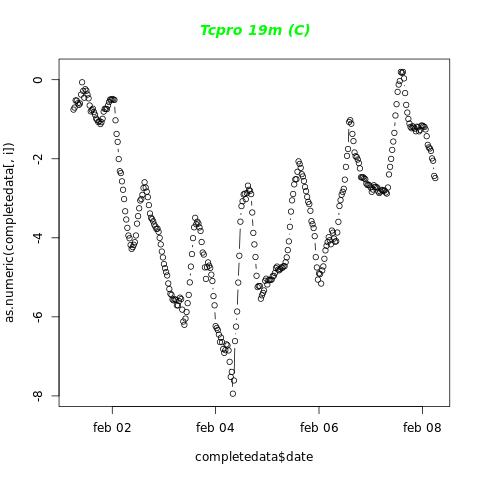 Tcpro 19m (C)
as.numeric(completedata[, i])
0
-2
-4
-6
-8
feb 02
feb 04
feb 06
feb 08
completedata$date